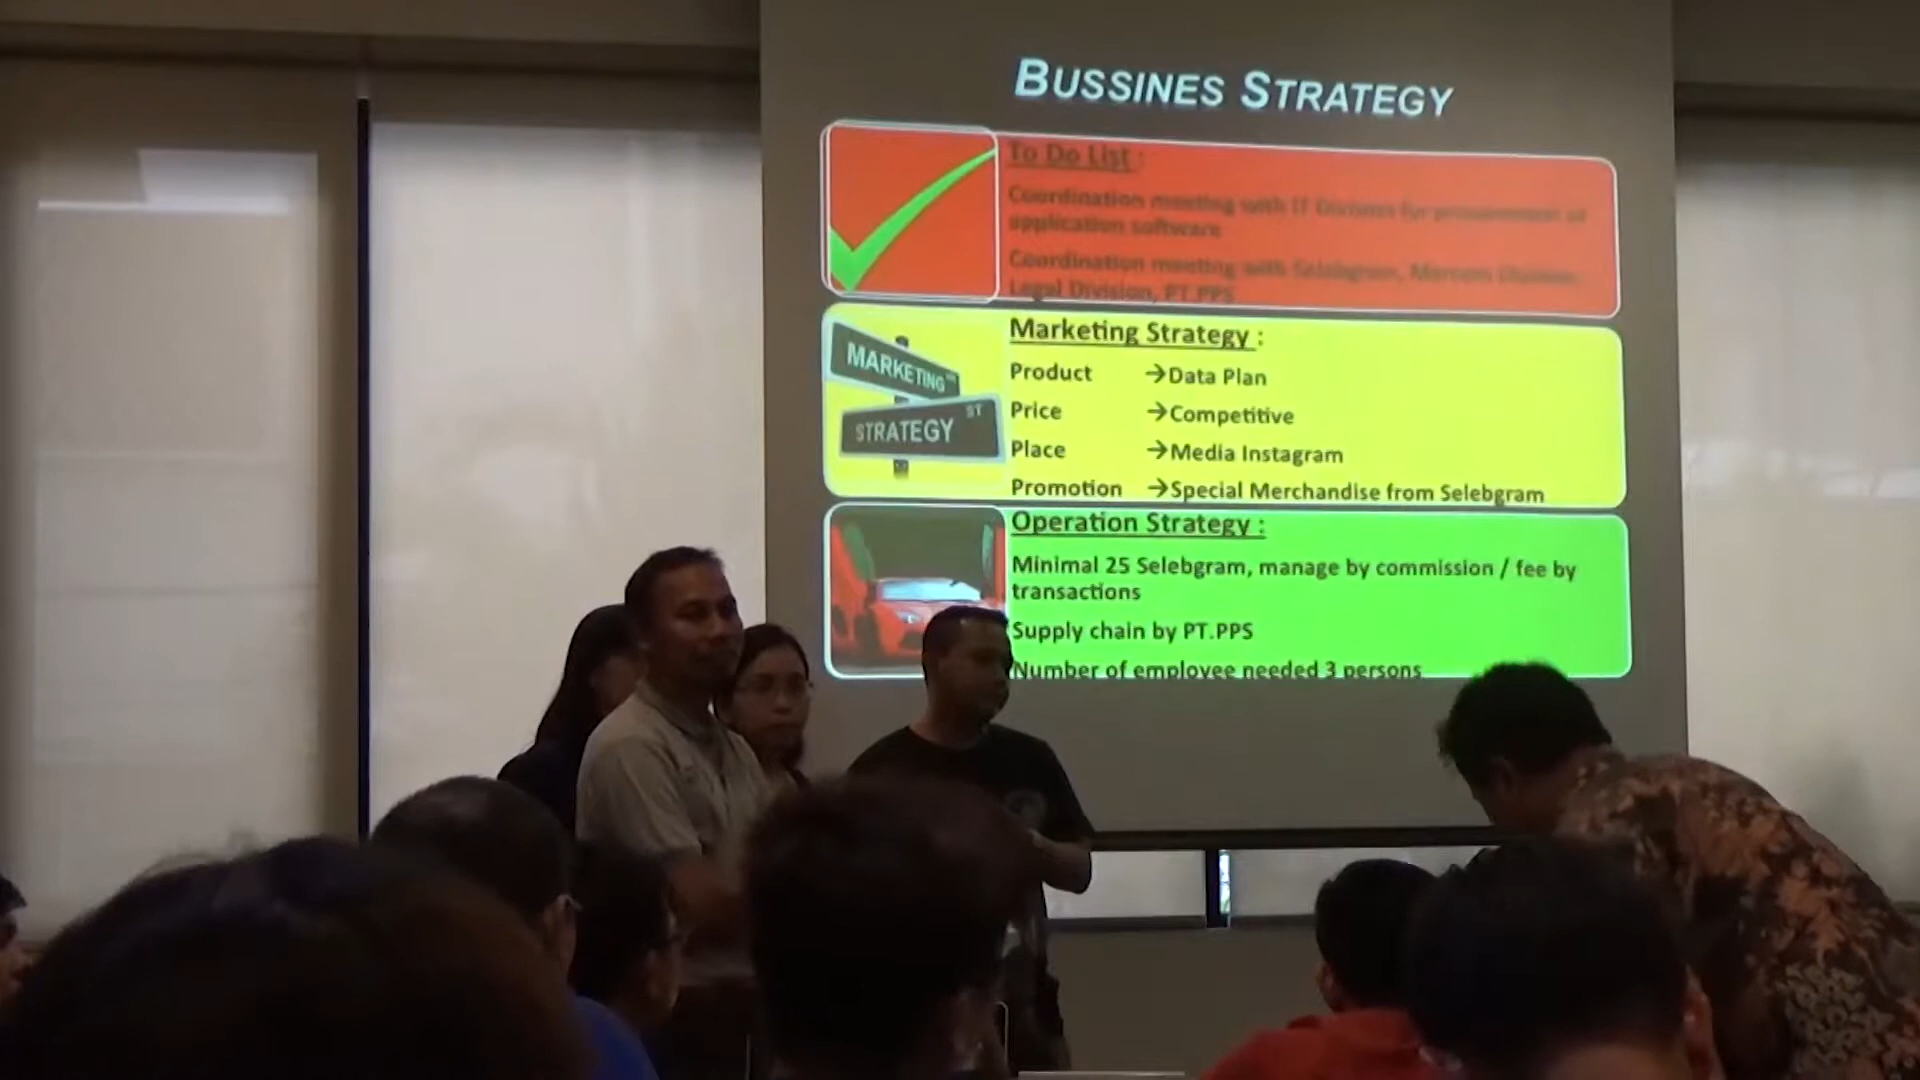 BUSSINES STRATEGY
To Do List :
Coordination meeting with IT Division for procurement of
application software
Coordination meeting with Selebgram, Marcom Division,
Legal Division, PT.PPS
MARKETING
STRATEGY ST
Marketing Strategy :
Product →Data Plan
Price →Competitive
Place →Media Instagram
Promotion →Special Merchandise from Selebgram
Operation Strategy :
Minimal 25 Selebgram, manage by commission / fee by
transactions
Supply chain by PT.PPS
Number of employee needed 3 persons